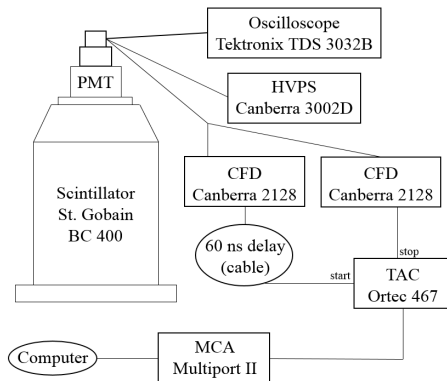 Oscilloscope
Tektronix TDS 3032B
PMT
HVPS
Canberra 3002D
CFD
Canberra 2128
CFD
Canberra 2128
Scintillator
St. Gobain
BC 400
60 ns delay
(cable)
stop
start
TAC
Ortec 467
MCA
Multiport II
Computer